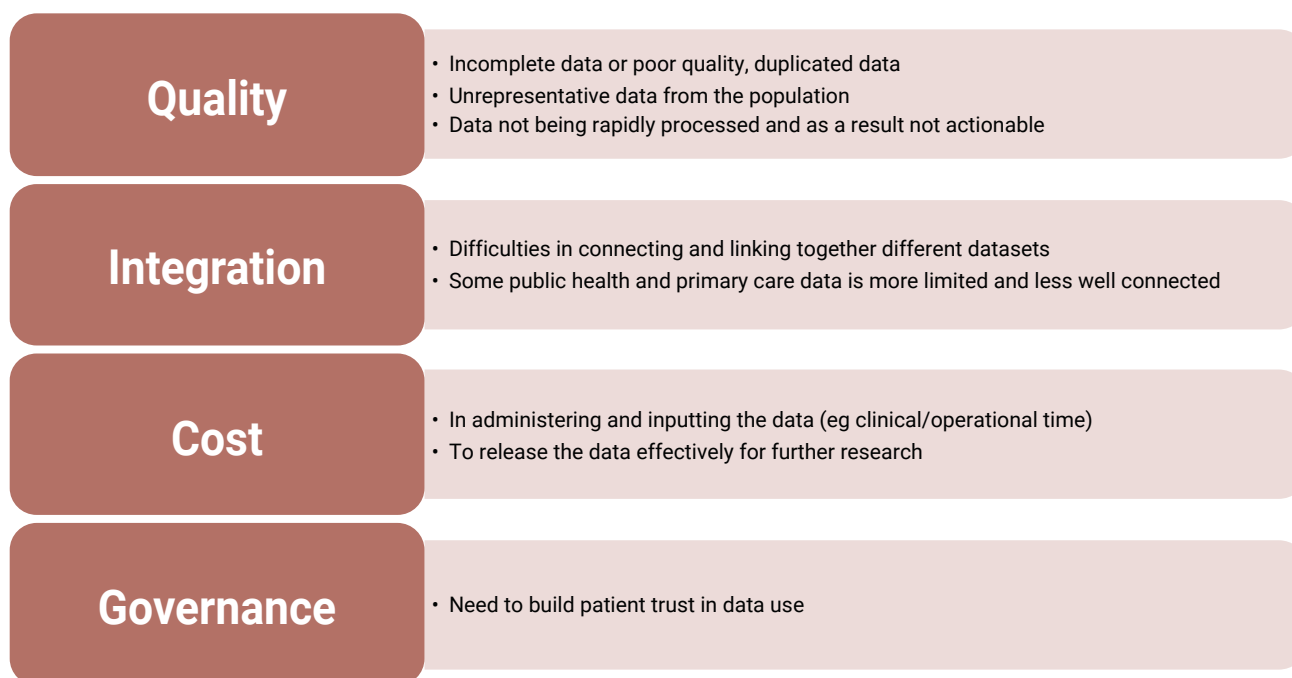 Quality
• Incomplete data or poor quality, duplicated data
• Unrepresentative data from the population
• Data not being rapidly processed and as a result not actionable
Integration
• Difficulties in connecting and linking together different datasets
• Some public health and primary care data is more limited and less well connected
Cost
• In administering and inputting the data (eg clinical/operational time)
• To release the data effectively for further research
Governance
• Need to build patient trust in data use